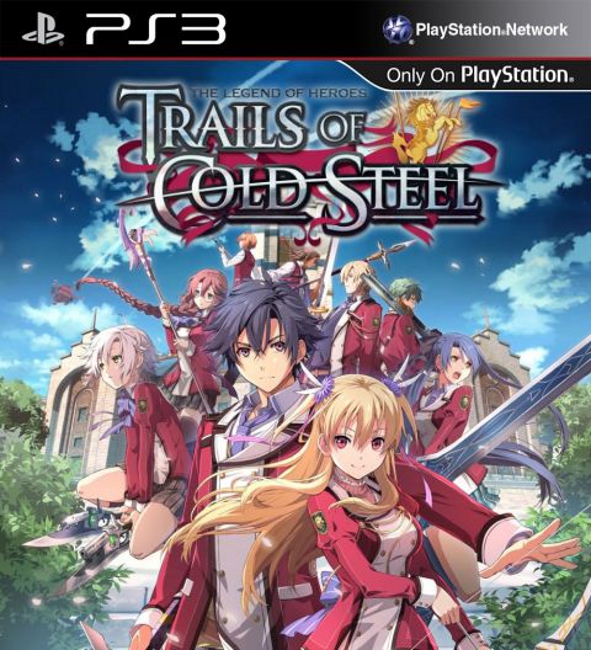 PS3
PlayStation®Network
Only On PlayStation®
THE LEGEND OF HEROES
TRAILS OF
COLD STEEL